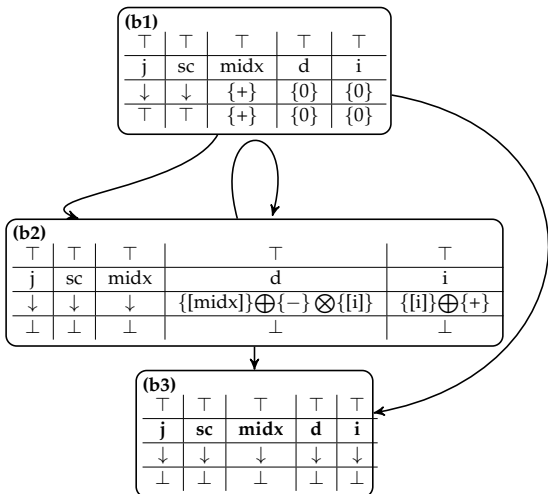 (b1)
⊤ ⊤ ⊤ ⊤ ⊤
j sc midx d i
↓ ↓ {+} {0} {0}
⊤ ⊤ {+} {0} {0}
(b2)
⊤ ⊤ ⊤ ⊤ ⊤
j sc midx d i
↓ ↓ ↓ {[midx]}⨁{−}⨂{[i]} {[i]}⨁{+}
⊥ ⊥ ⊥ ⊥ ⊥
(b3)
⊤ ⊤ ⊤ ⊤ ⊤
j sc midx d i
↓ ↓ ↓ ↓ ↓
⊥ ⊥ ⊥ ⊥ ⊥